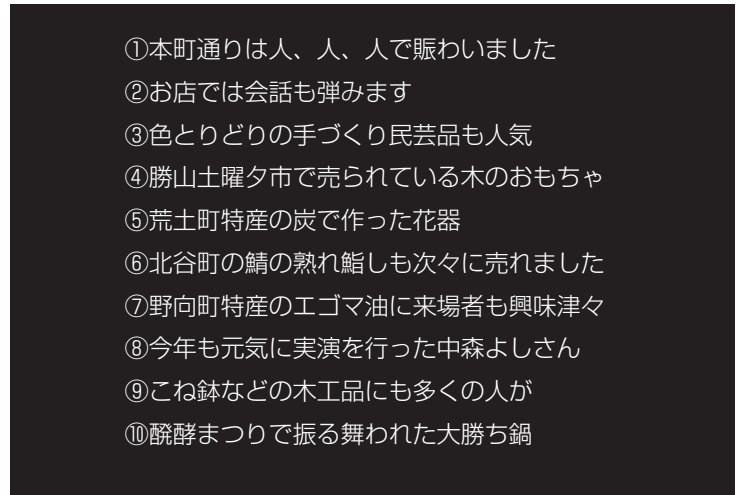 ①本町通りは人、人、人で賑わいました
②お店では会話も弾みます
③色とりどりの手づくり民芸品も人気
④勝山土曜夕市で売られている木のおもちゃ
⑤荒土町特産の炭で作った花器
⑥北谷町の鯖の熟れ鮨しも次々に売れました
⑦野向町特産のエゴマ油に来場者も興味津々
⑧今年も元気に実演を行った中森よしさん
⑨こね鉢などの木工品にも多くの人が
⑩醗酵まつりで振る舞われた大勝ち鍋